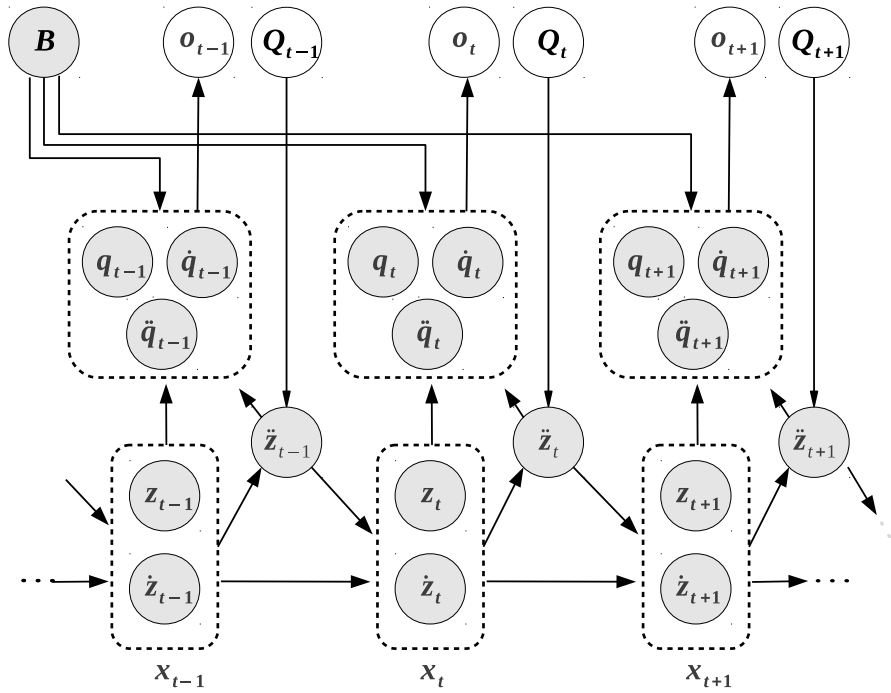 B o_{t-1} Q_{t-1} o_t Q_t o_{t+1} Q_{t+1}
q_{t-1} q̇_{t-1} q_t q̇_t q_{t+1} q̇_{t+1}
q̈_{t-1} q̈_t q̈_{t+1}
z̈_{t-1} z̈_t z̈_{t+1}
z_{t-1} z_t z_{t+1}
ż_{t-1} ż_t ż_{t+1}
x_{t-1} x_t x_{t+1}